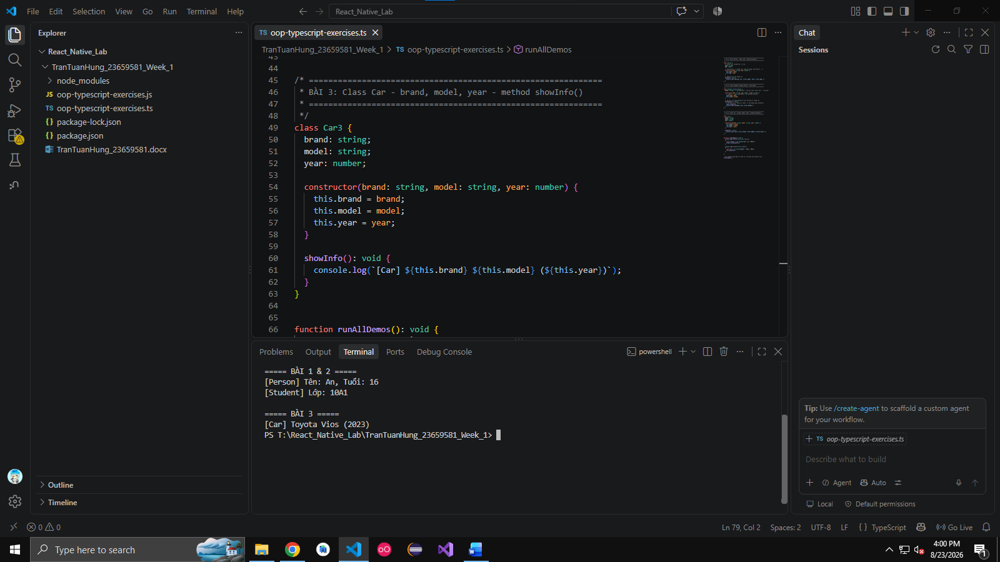 File Edit Selection View Go Run Terminal Help
React_Native_Lab
Explorer
React_Native_Lab
TranTuanHung_23659581_Week_1
node_modules
JS oop-typescript-exercises.js
TS oop-typescript-exercises.ts
{} package-lock.json
{} package.json
TranTuanHung_23659581.docx
Outline
Timeline
TS oop-typescript-exercises.ts
TranTuanHung_23659581_Week_1 > TS oop-typescript-exercises.ts > runAllDemos
43
44
45 /* =============================================================
46 * BÀI 3: Class Car - brand, model, year - method showInfo()
47 * =============================================================
48 */
49 class Car3 {
50 brand: string;
51 model: string;
52 year: number;
53
54 constructor(brand: string, model: string, year: number) {
55 this.brand = brand;
56 this.model = model;
57 this.year = year;
58 }
59
60 showInfo(): void {
61 console.log(`[Car] ${this.brand} ${this.model} (${this.year})`);
62 }
63 }
64
65
66 function runAllDemos(): void {
Problems Output Terminal Ports Debug Console
powershell
===== BÀI 1 & 2 =====
[Person] Tên: An, Tuổi: 16
[Student] Lớp: 10A1
===== BÀI 3 =====
[Car] Toyota Vios (2023)
PS T:\React_Native_Lab\TranTuanHung_23659581_Week_1>
Chat
Sessions
Tip: Use /create-agent to scaffold a custom agent
for your workflow.
TS oop-typescript-exercises.ts
Describe what to build
Agent Auto
Local Default permissions
0 0
Ln 79, Col 2 Spaces: 2 UTF-8 LF {} TypeScript Go Live
Type here to search
4:00 PM
8/23/2026
1